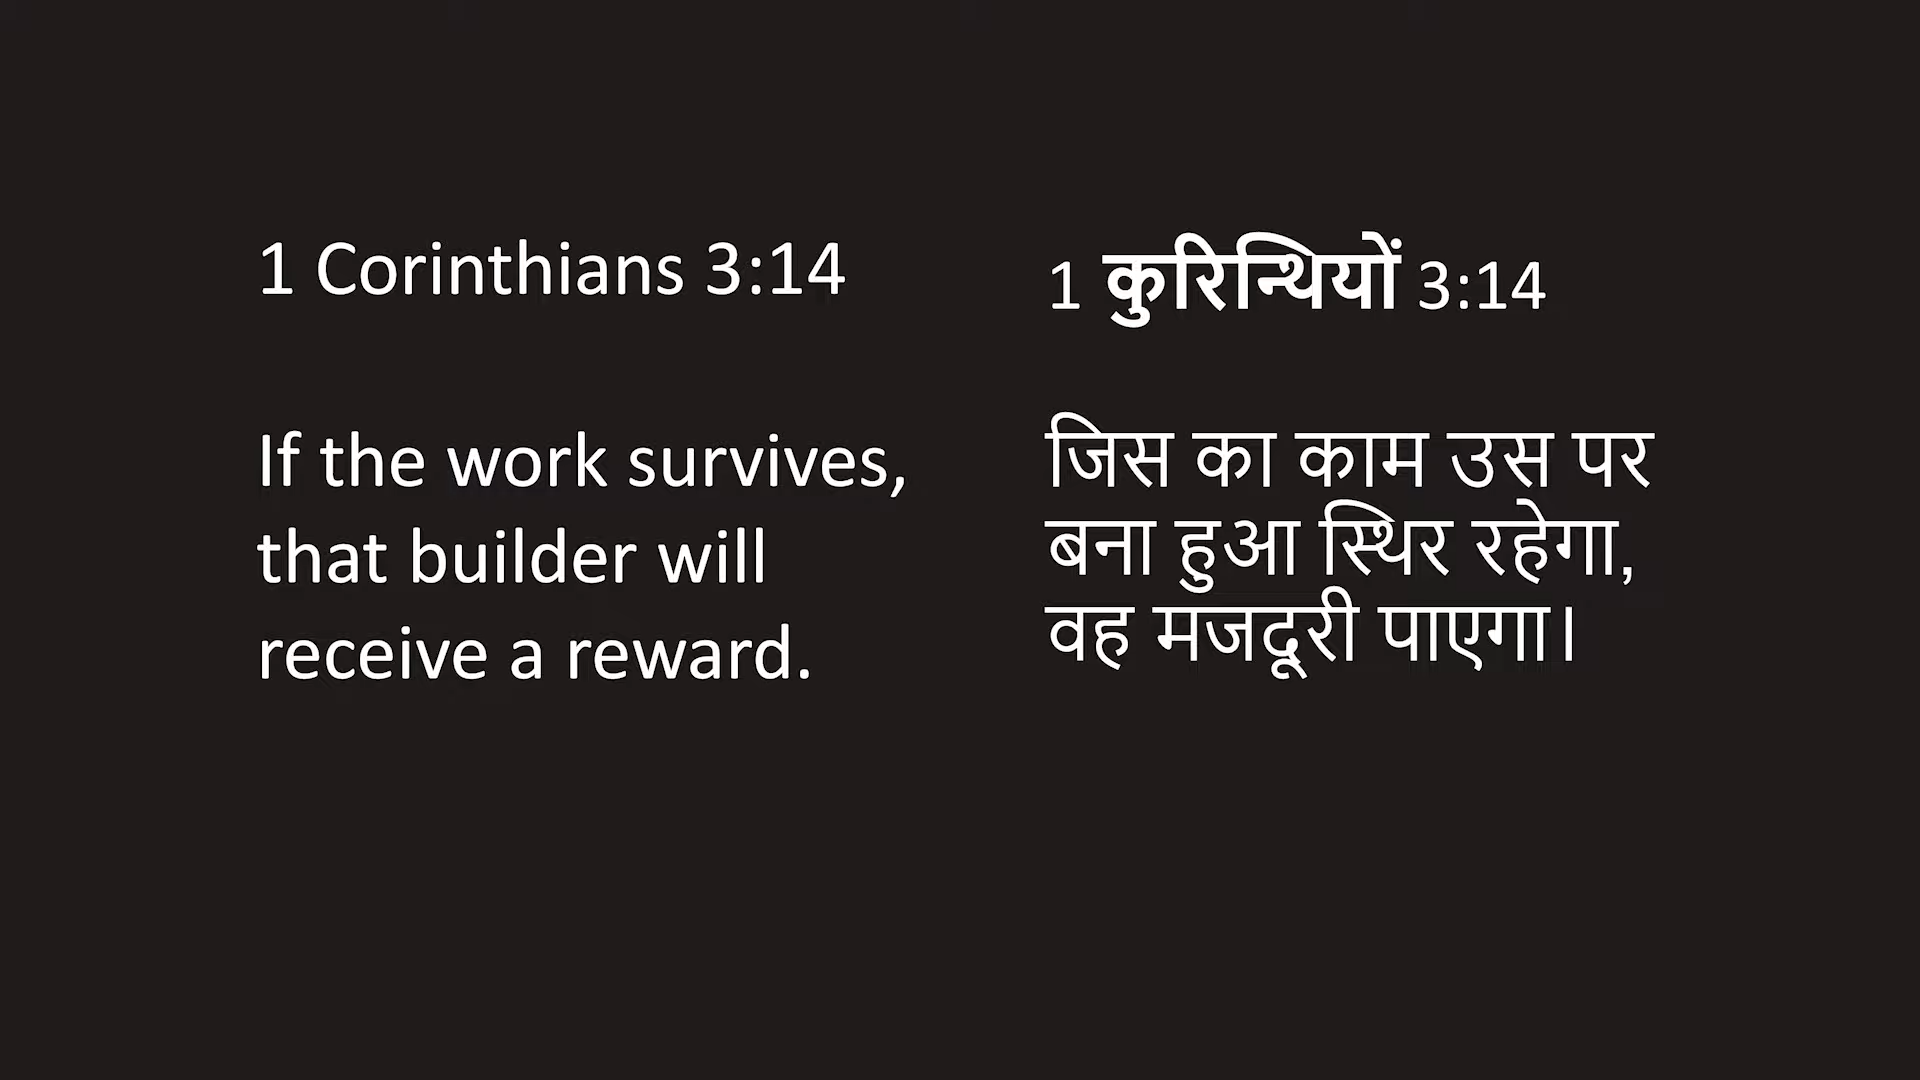 1 Corinthians 3:14
If the work survives,
that builder will
receive a reward.
1 कुरिन्थियों 3:14
जिस का काम उस पर
बना हुआ स्थिर रहेगा,
वह मजदूरी पाएगा।